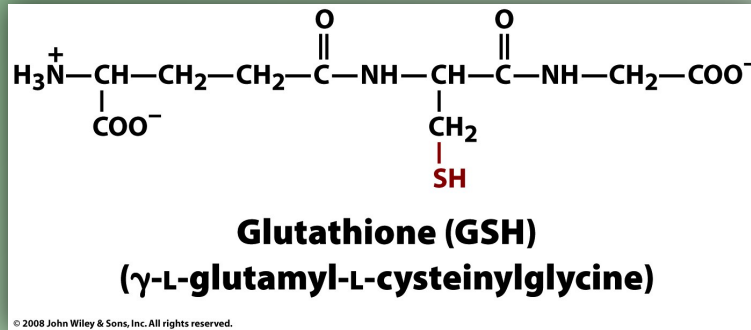 O O
+
H3N—CH—CH2—CH2—C—NH—CH—C—NH—CH2—COO−
COO− CH2
SH
Glutathione (GSH)
(γ-L-glutamyl-L-cysteinylglycine)
© 2008 John Wiley & Sons, Inc. All rights reserved.